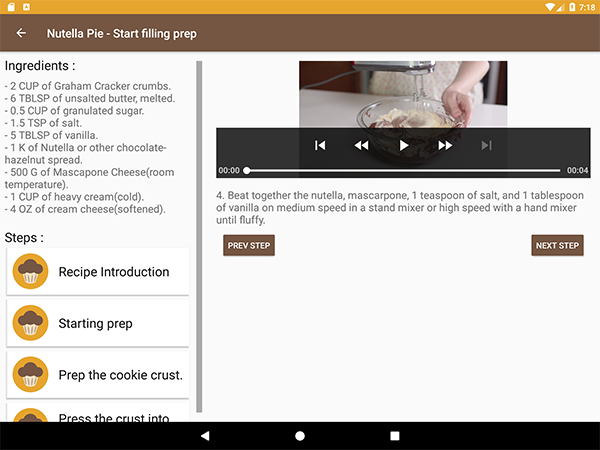 7:18
Nutella Pie - Start filling prep
Ingredients :
- 2 CUP of Graham Cracker crumbs.
- 6 TBLSP of unsalted butter, melted.
- 0.5 CUP of granulated sugar.
- 1.5 TSP of salt.
- 5 TBLSP of vanilla.
- 1 K of Nutella or other chocolate-
hazelnut spread.
- 500 G of Mascapone Cheese(room
temperature).
- 1 CUP of heavy cream(cold).
- 4 OZ of cream cheese(softened).
Steps :
Recipe Introduction
Starting prep
Prep the cookie crust.
Press the crust into
00:00
00:04
4. Beat together the nutella, mascarpone, 1 teaspoon of salt, and 1 tablespoon
of vanilla on medium speed in a stand mixer or high speed with a hand mixer
until fluffy.
PREV STEP
NEXT STEP